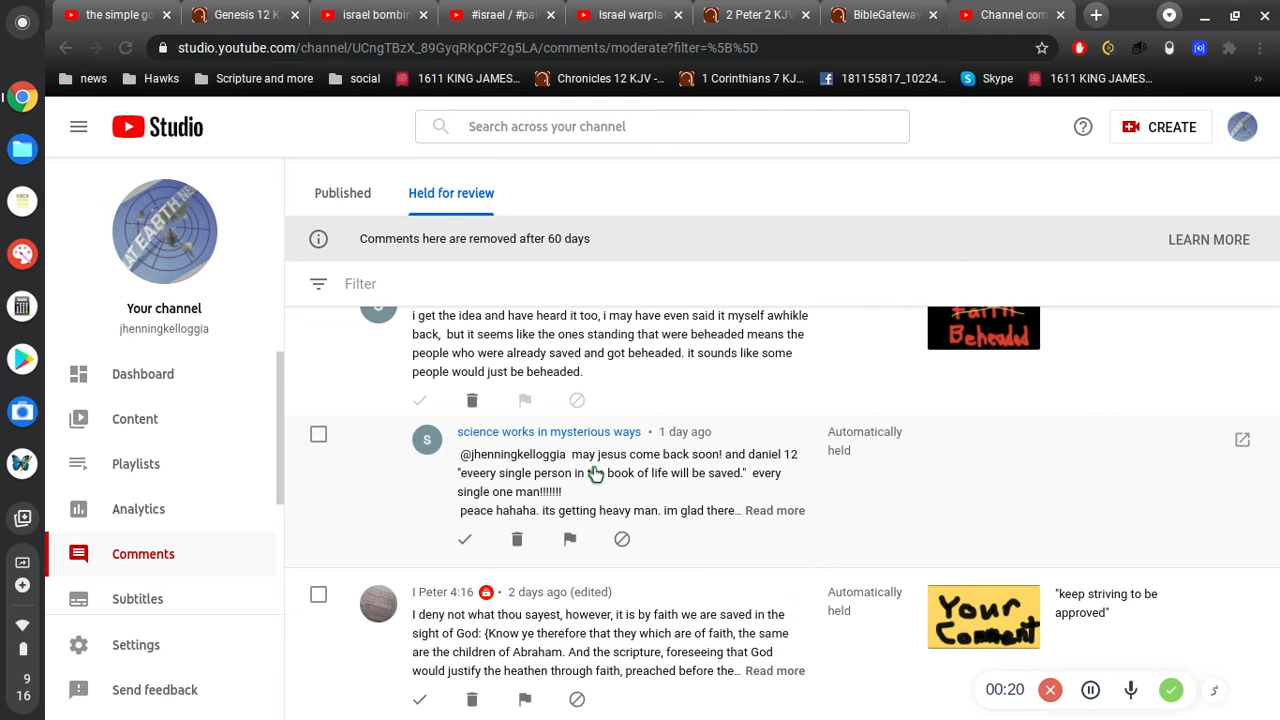 the simple go
Genesis 12 K
israel bombin
#israel / #pal
Israel warplan
2 Peter 2 KJV
BibleGateway
Channel com
studio.youtube.com/channel/UCngTBzX_89GyqRKpCF2g5LA/comments/moderate?filter=%5B%5D
news
Hawks
Scripture and more
social
1611 KING JAMES...
Chronicles 12 KJV -...
1 Corinthians 7 KJ...
181155817_10224...
Skype
1611 KING JAMES...
Studio
Search across your channel
CREATE
FLAT EARTH.NE
Your channel
jhenningkelloggia
Dashboard
Content
Playlists
Analytics
Comments
Subtitles
Settings
Send feedback
Published
Held for review
Comments here are removed after 60 days
LEARN MORE
Filter
i get the idea and have heard it too, i may have even said it myself awhikle
back, but it seems like the ones standing that were beheaded means the
people who were already saved and got beheaded. it sounds like some
people would just be beheaded.
Faith
Beheaded
S
science works in mysterious ways • 1 day ago
@jhenningkelloggia may jesus come back soon! and daniel 12
"eveery single person in book of life will be saved." every
single one man!!!!!!!
peace hahaha. its getting heavy man. im glad there... Read more
Automatically
held
I Peter 4:16 • 2 days ago (edited)
I deny not what thou sayest, however, it is by faith we are saved in the
sight of God: {Know ye therefore that they which are of faith, the same
are the children of Abraham. And the scripture, foreseeing that God
would justify the heathen through faith, preached before the... Read more
Automatically
held
Your
Comment
"keep striving to be
approved"
9
16
00:20